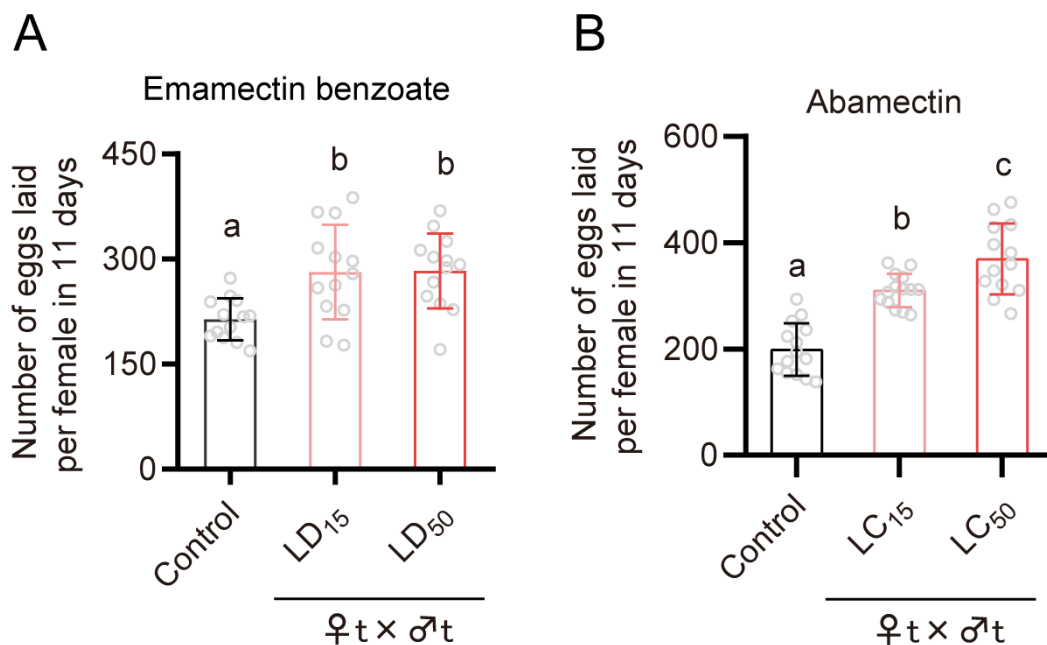 A
Emamectin benzoate
Number of eggs laid
per female in 11 days
450
300
150
0
a
b
b
Control
LD₁₅
LD₅₀
♀t × ♂t
B
Abamectin
Number of eggs laid
per female in 11 days
600
400
200
0
a
b
c
Control
LC₁₅
LC₅₀
♀t × ♂t